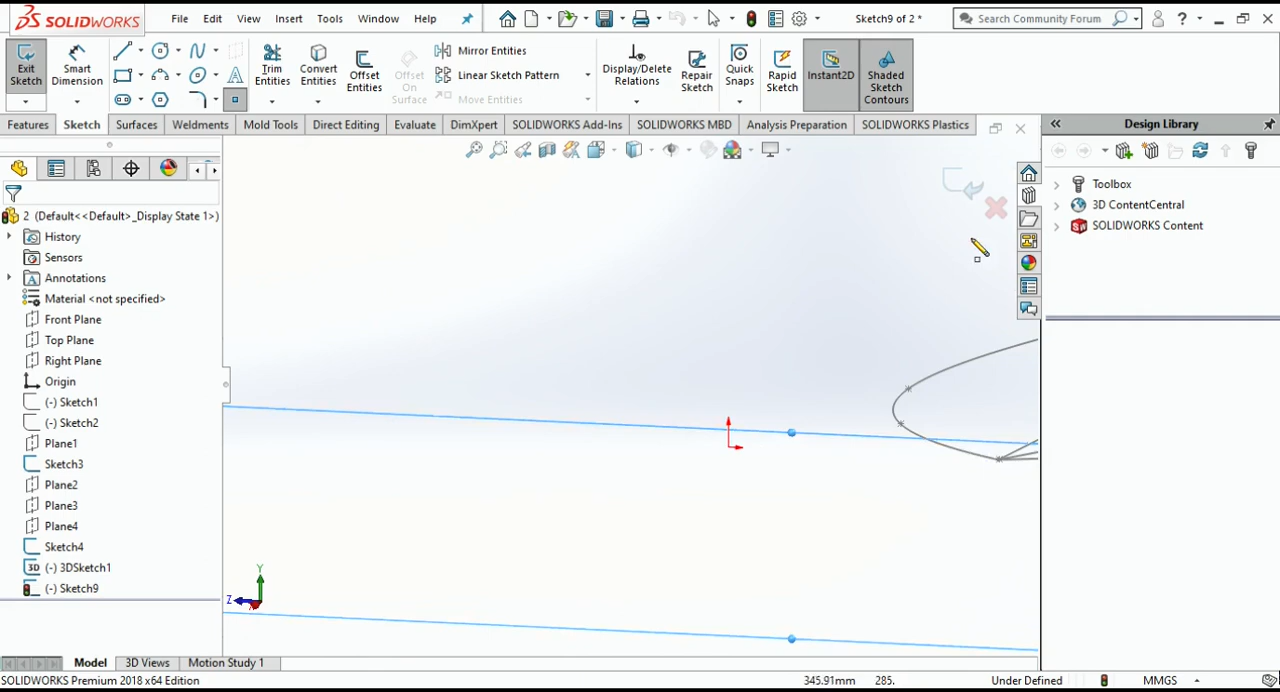 SOLIDWORKS File Edit View Insert Tools Window Help Sketch9 of 2 * Search Community Forum ?
Exit Sketch
Smart Dimension
Trim Entities
Convert Entities
Offset Entities
Offset On Surface
Mirror Entities
Linear Sketch Pattern
Move Entities
Display/Delete Relations
Repair Sketch
Quick Snaps
Rapid Sketch
Instant2D
Shaded Sketch Contours
Features Sketch Surfaces Weldments Mold Tools Direct Editing Evaluate DimXpert SOLIDWORKS Add-Ins SOLIDWORKS MBD Analysis Preparation SOLIDWORKS Plastics
Design Library
Toolbox
3D ContentCentral
SOLIDWORKS Content
2 (Default<<Default>_Display State 1>)
History
Sensors
Annotations
Material <not specified>
Front Plane
Top Plane
Right Plane
Origin
(-) Sketch1
(-) Sketch2
Plane1
Sketch3
Plane2
Plane3
Plane4
Sketch4
3D (-) 3DSketch1
(-) Sketch9
Y
Z
Model 3D Views Motion Study 1
SOLIDWORKS Premium 2018 x64 Edition 345.91mm 285. Under Defined MMGS